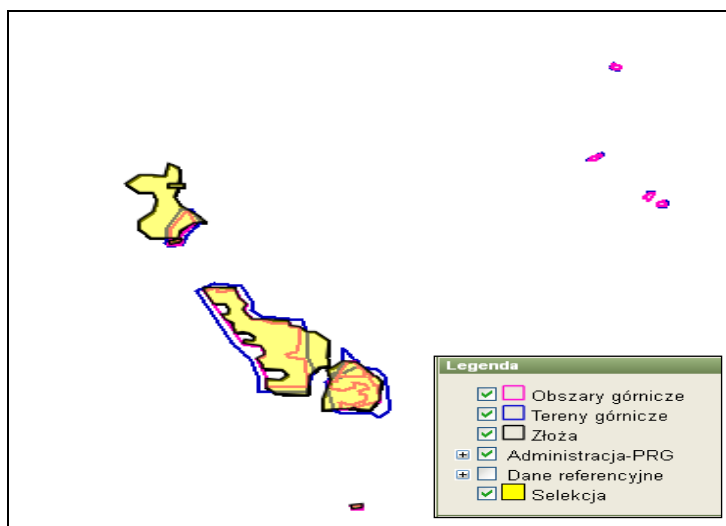 Legenda
Obszary górnicze
Tereny górnicze
Złoża
Administracja-PRG
Dane referencyjne
Selekcja